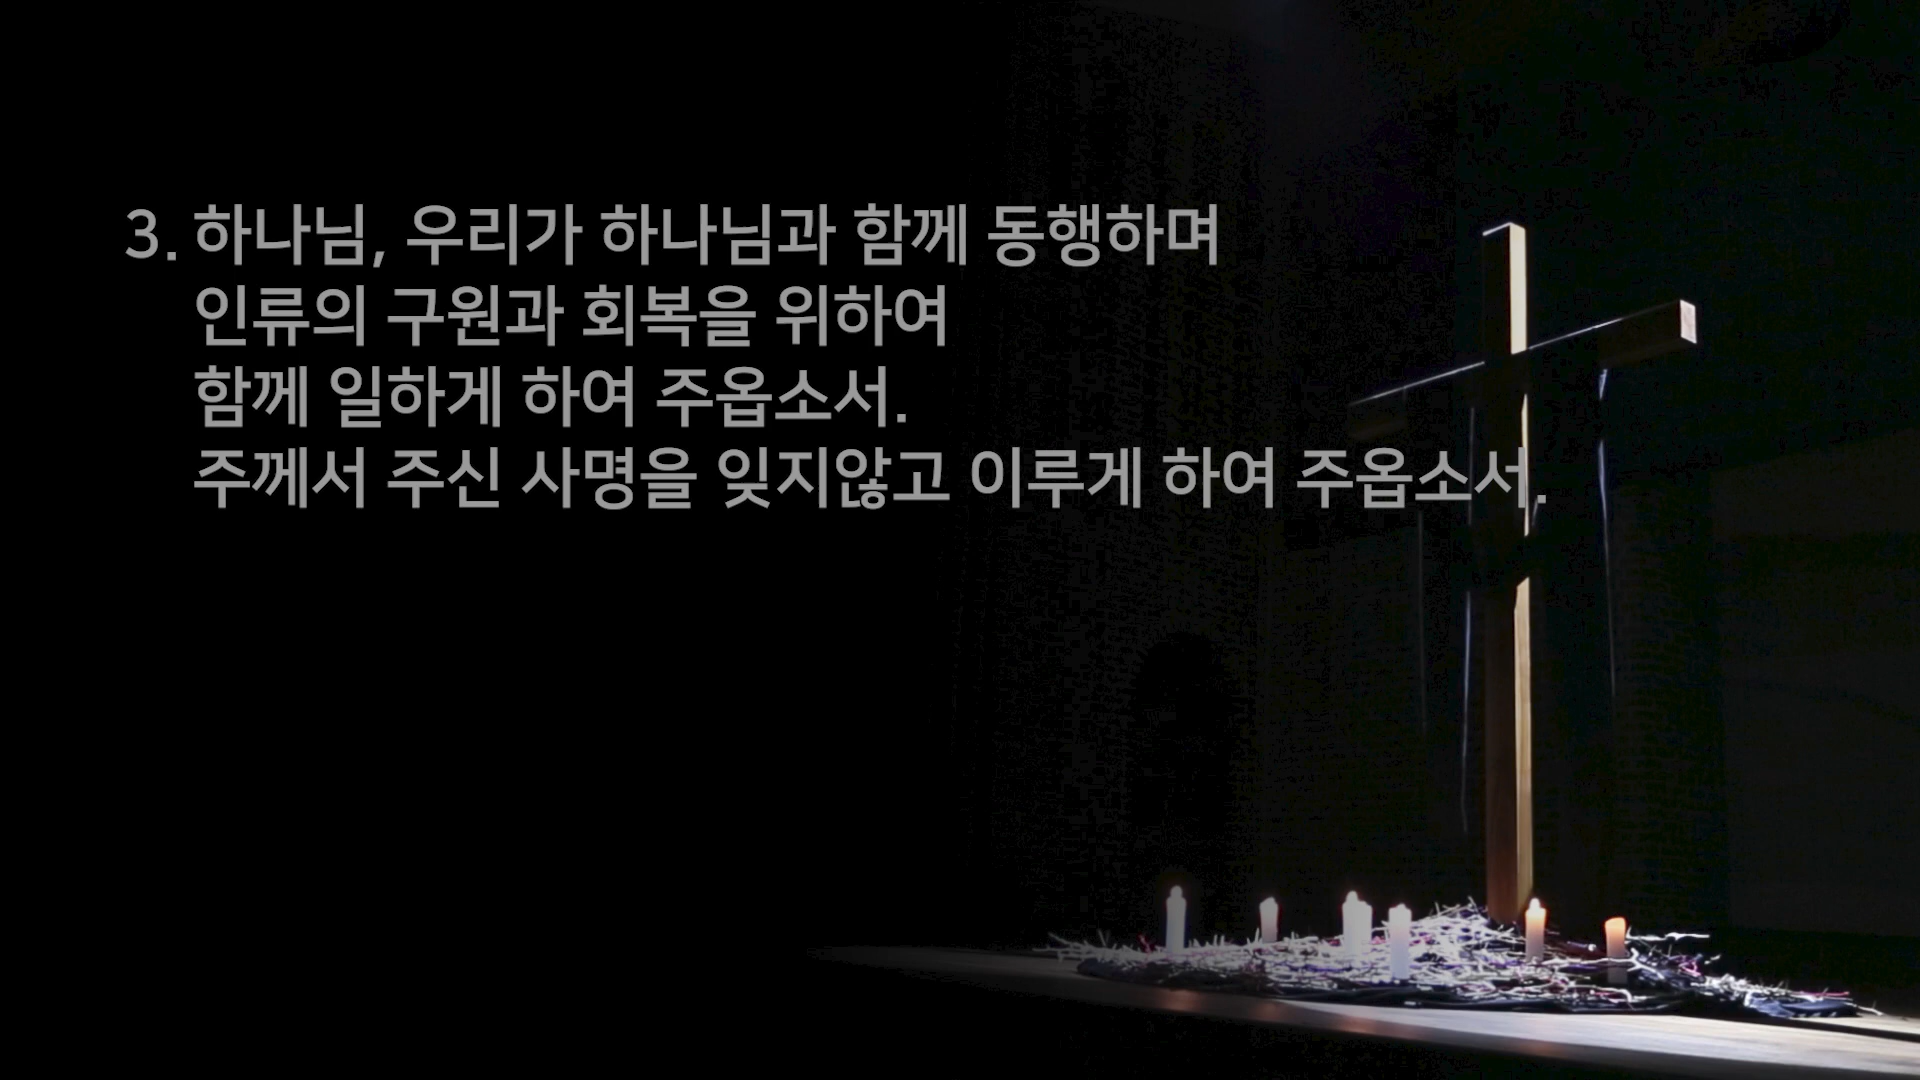 3. 하나님, 우리가 하나님과 함께 동행하며
인류의 구원과 회복을 위하여
함께 일하게 하여 주옵소서.
주께서 주신 사명을 잊지않고 이루게 하여 주옵소서.